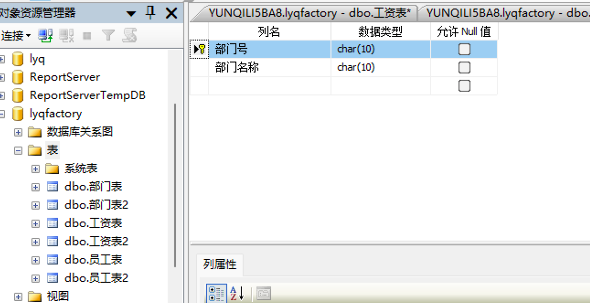 对象资源管理器
连接
lyq
ReportServer
ReportServerTempDB
lyqfactory
数据库关系图
表
系统表
dbo.部门表
dbo.部门表2
dbo.工资表
dbo.工资表2
dbo.员工表
dbo.员工表2
视图
YUNQILI5BA8.lyqfactory - dbo.工资表* YUNQILI5BA8.lyqfactory - dbo.
列名 数据类型 允许 Null 值
部门号 char(10)
部门名称 char(10)
列属性